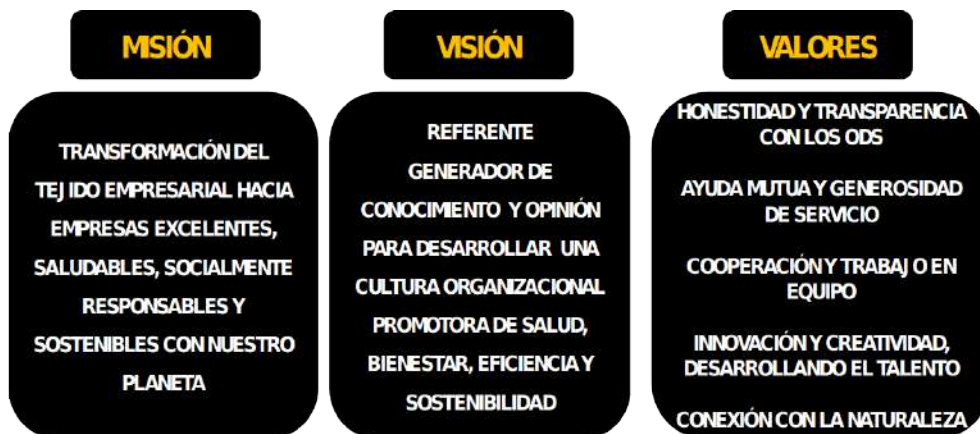 MISIÓN
TRANSFORMACIÓN DEL
TEJIDO EMPRESARIAL HACIA
EMPRESAS EXCELENTES,
SALUDABLES, SOCIALMENTE
RESPONSABLES Y
SOSTENIBLES CON NUESTRO
PLANETA
VISIÓN
REFERENTE
GENERADOR DE
CONOCIMIENTO Y OPINIÓN
PARA DESARROLLAR UNA
CULTURA ORGANIZACIONAL
PROMOTORA DE SALUD,
BIENESTAR, EFICIENCIA Y
SOSTENIBILIDAD
VALORES
HONESTIDAD Y TRANSPARENCIA
CON LOS ODS
AYUDA MUTUA Y GENEROSIDAD
DE SERVICIO
COOPERACIÓN Y TRABAJO EN
EQUIPO
INNOVACIÓN Y CREATIVIDAD,
DESARROLLANDO EL TALENTO
CONEXIÓN CON LA NATURALEZA